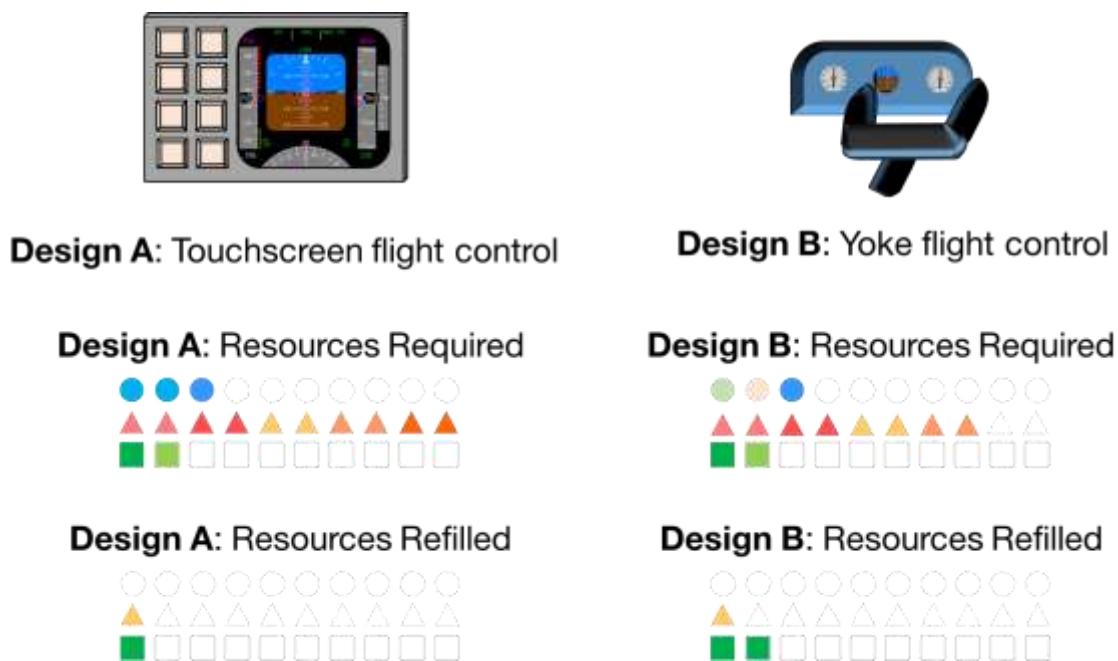 Design A: Touchscreen flight control
Design B: Yoke flight control
Design A: Resources Required
Design B: Resources Required
Design A: Resources Refilled
Design B: Resources Refilled